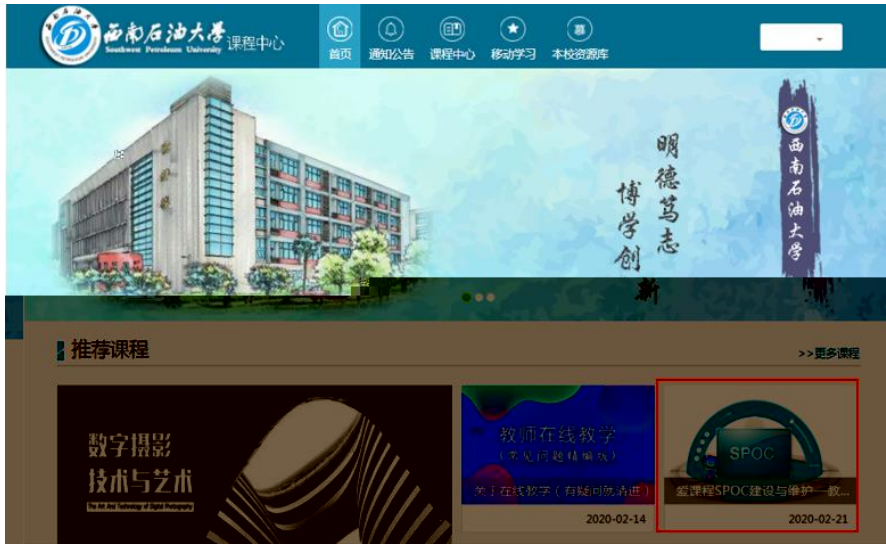 西南石油大学 课程中心
Southwest Petroleum University
首页 通知公告 课程中心 移动学习 本校资源库
明德笃志
博学创新
西南石油大学
推荐课程
>>更多课程
数字摄影
技术与艺术
The Art And Technology of Digital Photography
教师在线教学
（常见问题精编版）
关于在线教学（有疑问就请进）
2020-02-14
SPOC
爱课程SPOC建设与维护—教...
2020-02-21